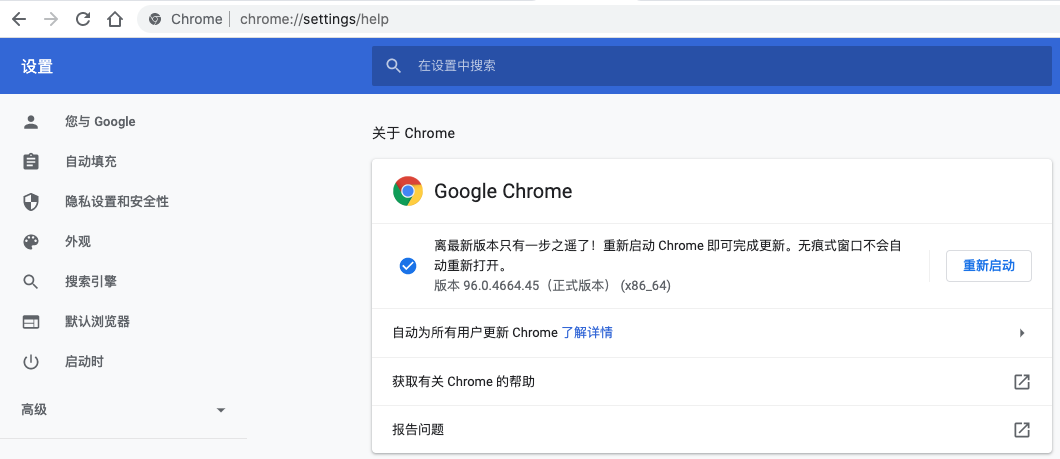 Chrome | chrome://settings/help
设置
在设置中搜索
您与 Google
自动填充
隐私设置和安全性
外观
搜索引擎
默认浏览器
启动时
高级
关于 Chrome
Google Chrome
离最新版本只有一步之遥了！重新启动 Chrome 即可完成更新。无痕式窗口不会自
动重新打开。
版本 96.0.4664.45（正式版本） (x86_64)
重新启动
自动为所有用户更新 Chrome 了解详情
获取有关 Chrome 的帮助
报告问题